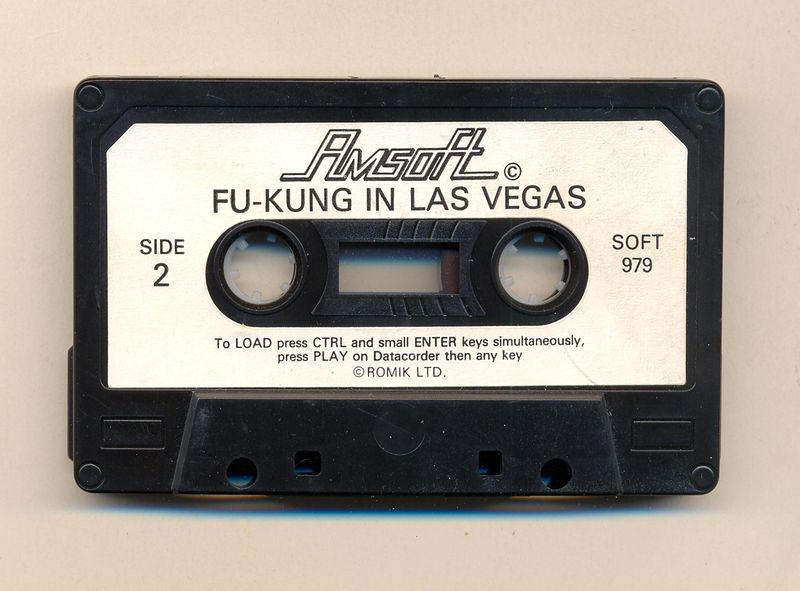 Amsoft ©
FU-KUNG IN LAS VEGAS
SIDE
2
SOFT
979
To LOAD press CTRL and small ENTER keys simultaneously,
press PLAY on Datacorder then any key
© ROMIK LTD.